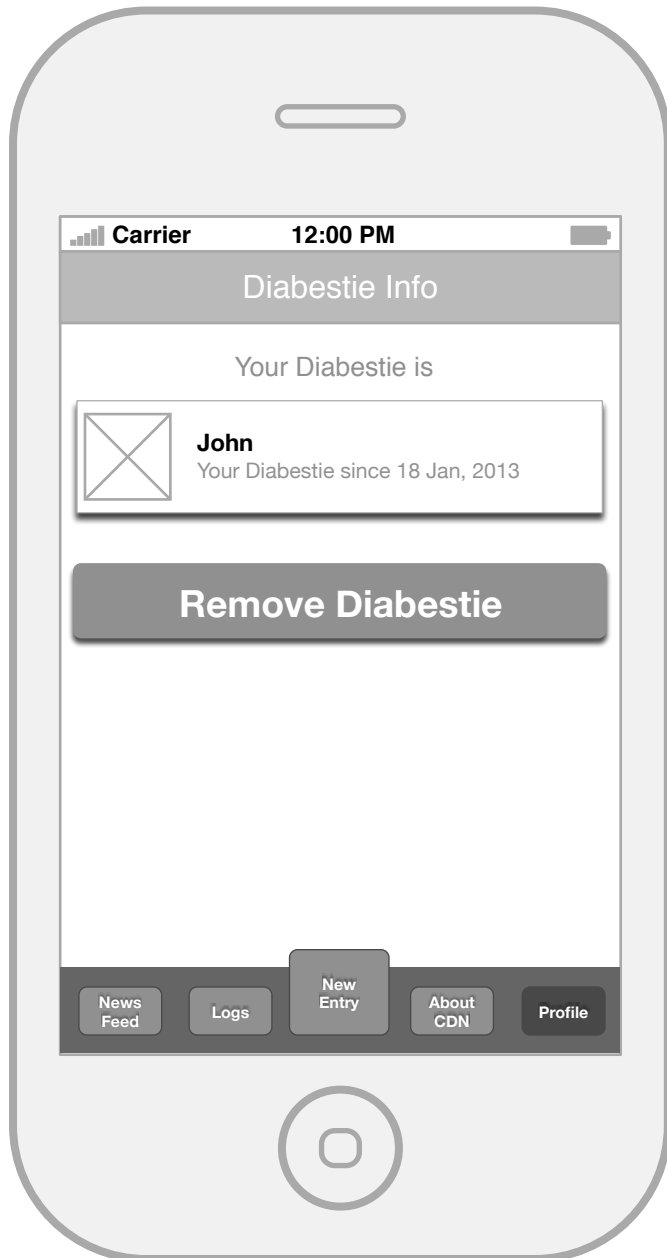 Carrier 12:00 PM
Diabestie Info
Your Diabestie is
John
Your Diabestie since 18 Jan, 2013
Remove Diabestie
News
Feed
Logs
New
Entry
About
CDN
Profile